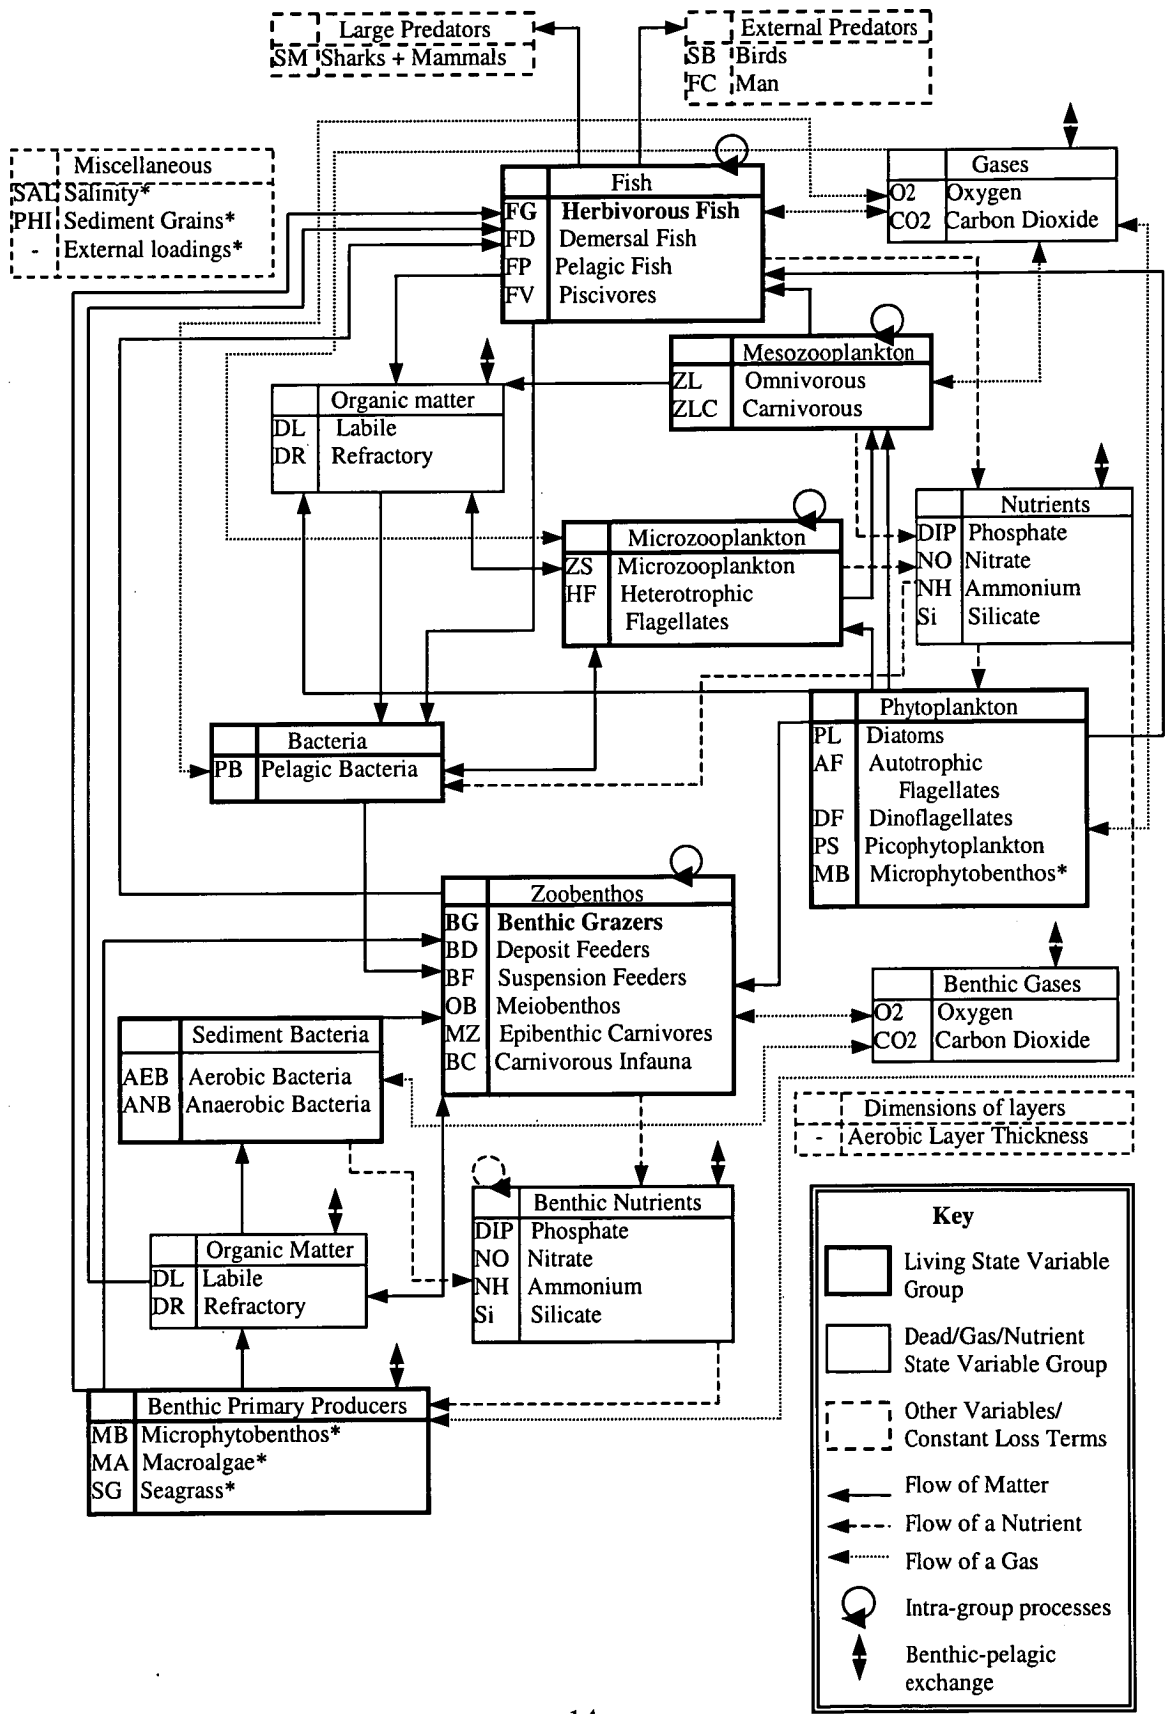 Large Predators
SM Sharks + Mammals
External Predators
SB Birds
FC Man
Miscellaneous
SAL Salinity*
PHI Sediment Grains*
- External loadings*
Fish
FG Herbivorous Fish
FD Demersal Fish
FP Pelagic Fish
FV Piscivores
Gases
O2 Oxygen
CO2 Carbon Dioxide
Mesozooplankton
ZL Omnivorous
ZLC Carnivorous
Organic matter
DL Labile
DR Refractory
Microzooplankton
ZS Microzooplankton
HF Heterotrophic
Flagellates
Nutrients
DIP Phosphate
NO Nitrate
NH Ammonium
Si Silicate
Bacteria
PB Pelagic Bacteria
Phytoplankton
PL Diatoms
AF Autotrophic
Flagellates
DF Dinoflagellates
PS Picophytoplankton
MB Microphytobenthos*
Zoobenthos
BG Benthic Grazers
BD Deposit Feeders
BF Suspension Feeders
OB Meiobenthos
MZ Epibenthic Carnivores
BC Carnivorous Infauna
Benthic Gases
O2 Oxygen
CO2 Carbon Dioxide
Sediment Bacteria
AEB Aerobic Bacteria
ANB Anaerobic Bacteria
Dimensions of layers
- Aerobic Layer Thickness
Benthic Nutrients
DIP Phosphate
NO Nitrate
NH Ammonium
Si Silicate
Organic Matter
DL Labile
DR Refractory
Benthic Primary Producers
MB Microphytobenthos*
MA Macroalgae*
SG Seagrass*
Key
Living State Variable
Group
Dead/Gas/Nutrient
State Variable Group
Other Variables/
Constant Loss Terms
Flow of Matter
Flow of a Nutrient
Flow of a Gas
Intra-group processes
Benthic-pelagic
exchange